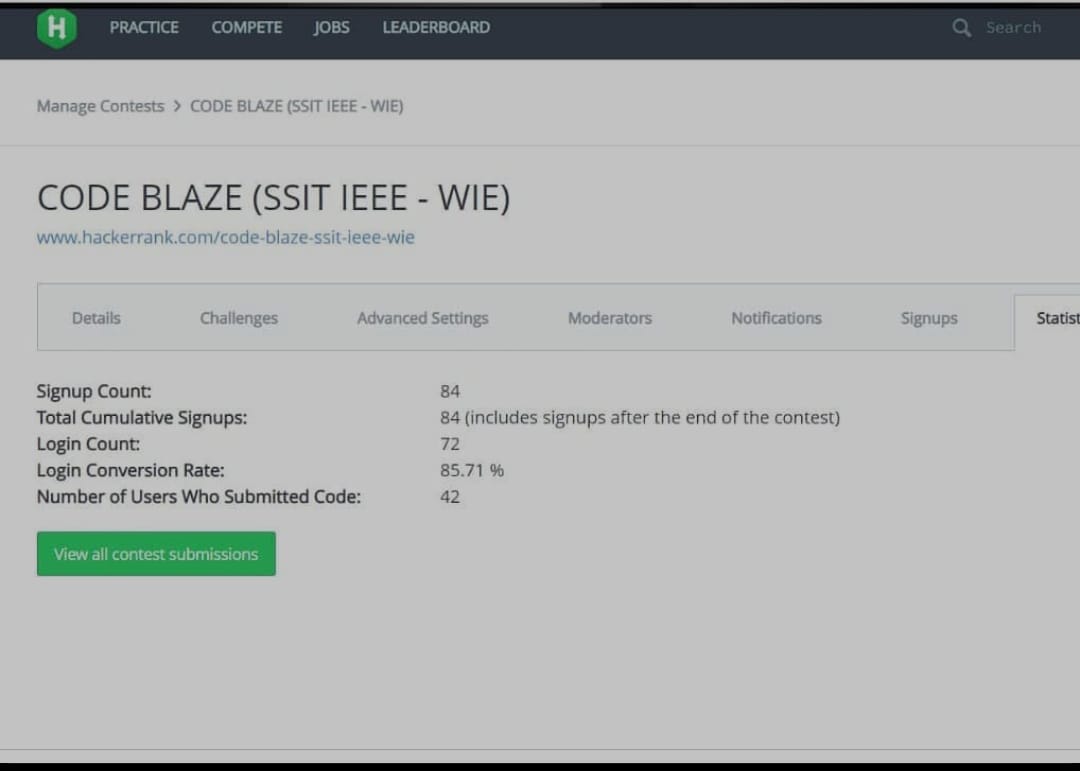 H PRACTICE COMPETE JOBS LEADERBOARD Search
Manage Contests > CODE BLAZE (SSIT IEEE - WIE)
CODE BLAZE (SSIT IEEE - WIE)
www.hackerrank.com/code-blaze-ssit-ieee-wie
Details Challenges Advanced Settings Moderators Notifications Signups Statist
Signup Count: 84
Total Cumulative Signups: 84 (includes signups after the end of the contest)
Login Count: 72
Login Conversion Rate: 85.71 %
Number of Users Who Submitted Code: 42
View all contest submissions